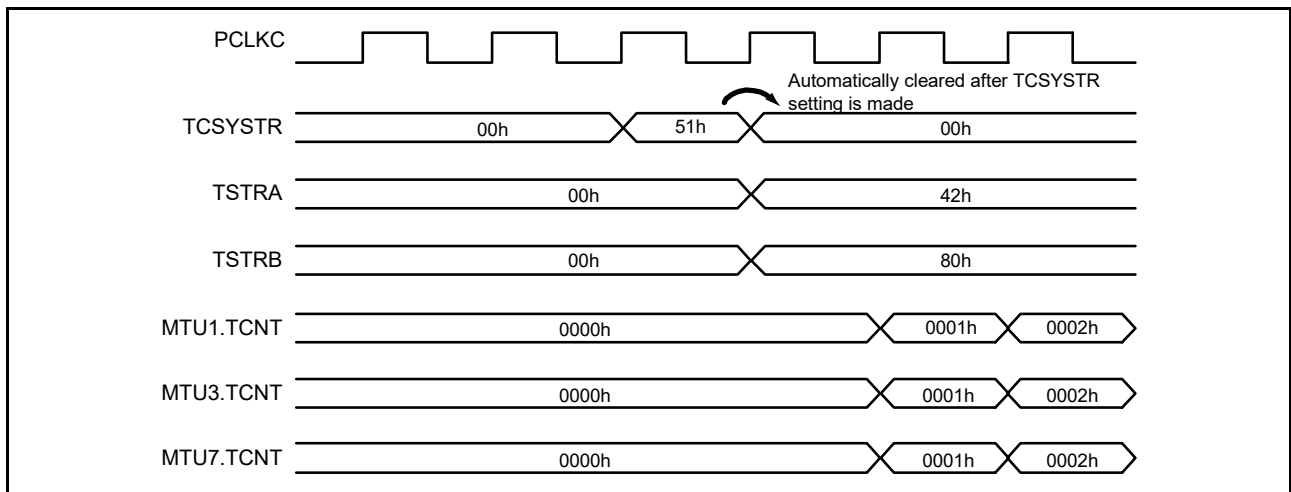 PCLKC
Automatically cleared after TCSYSTR
setting is made
TCSYSTR 00h 51h 00h
TSTRA 00h 42h
TSTRB 00h 80h
MTU1.TCNT 0000h 0001h 0002h
MTU3.TCNT 0000h 0001h 0002h
MTU7.TCNT 0000h 0001h 0002h